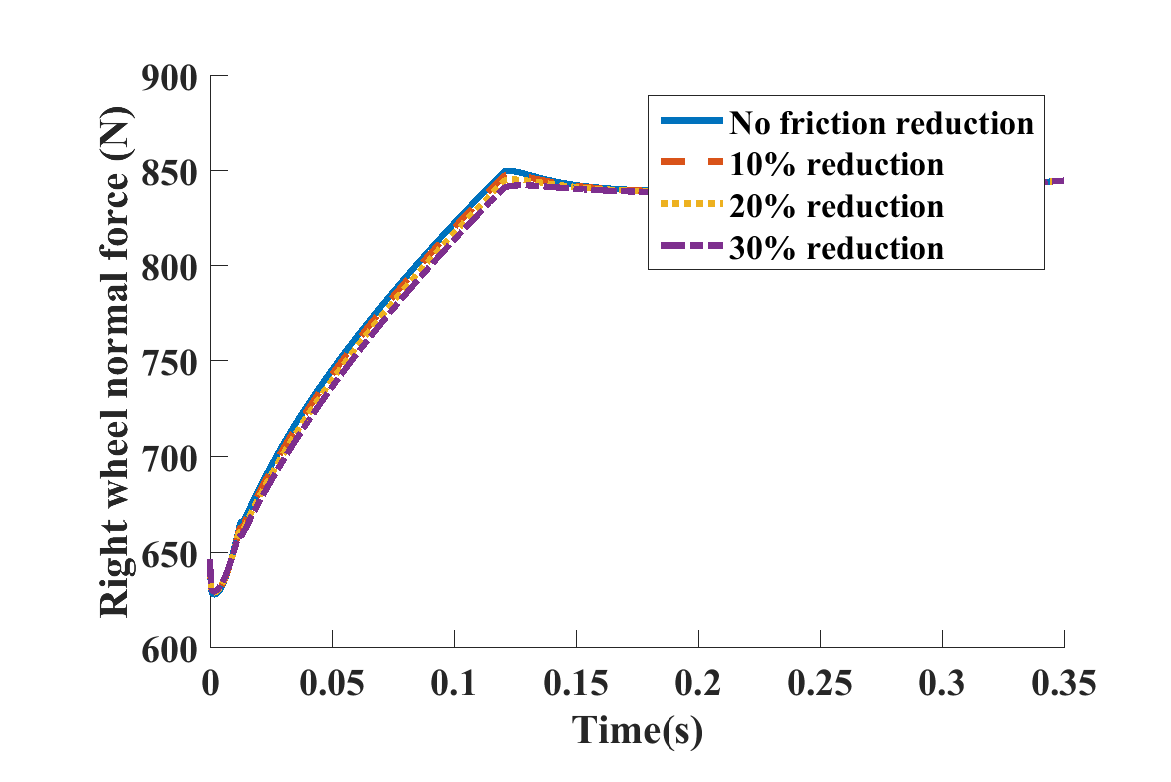 900
850
800
750
700
650
600
Right wheel normal force (N)
No friction reduction
10% reduction
20% reduction
30% reduction
0 0.05 0.1 0.15 0.2 0.25 0.3 0.35
Time(s)